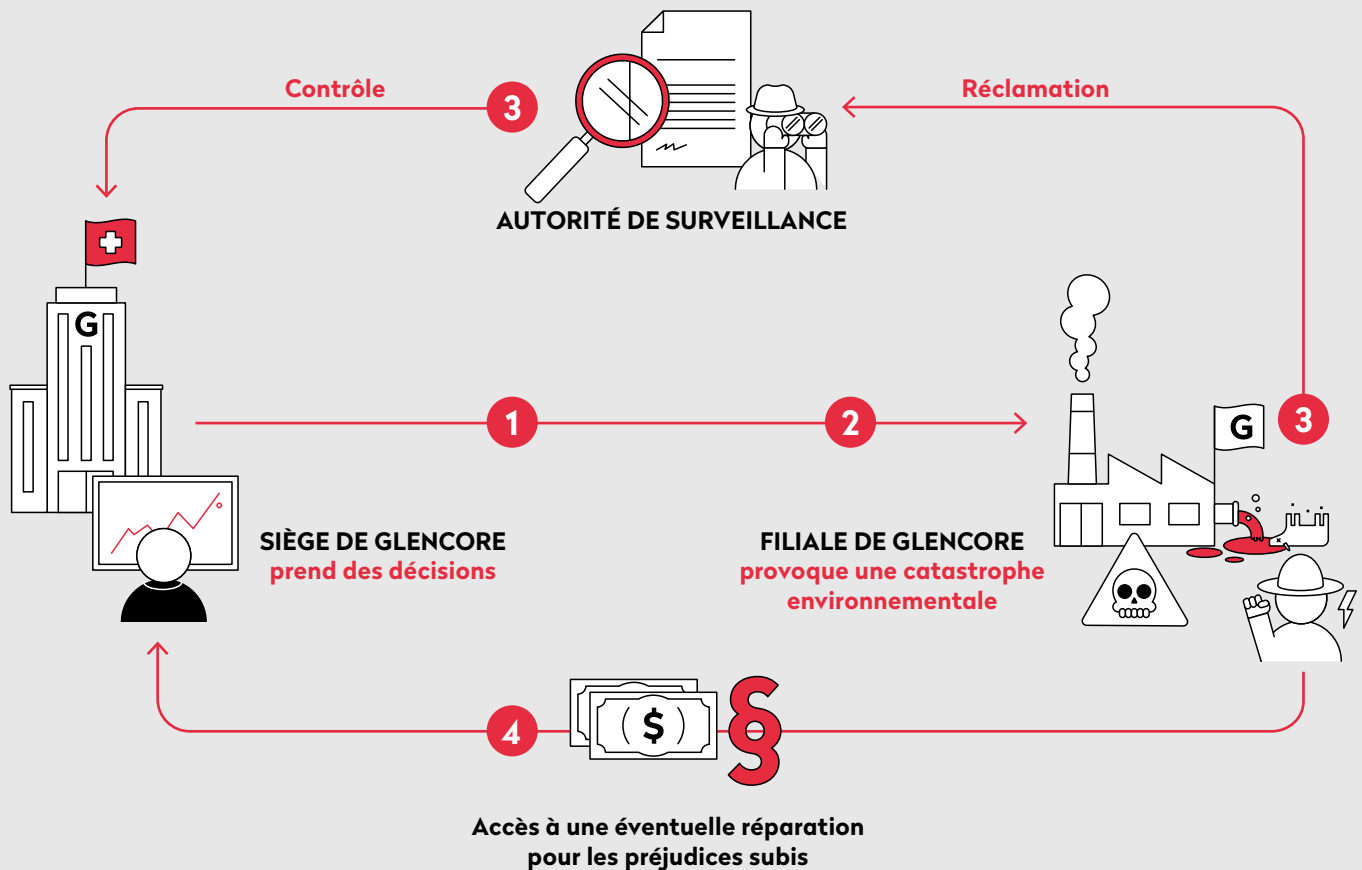 Contrôle
3
Réclamation
AUTORITÉ DE SURVEILLANCE
G
1
2
G
3
SIÈGE DE GLENCORE
prend des décisions
FILIALE DE GLENCORE
provoque une catastrophe
environnementale
4
($)
§
Accès à une éventuelle réparation
pour les préjudices subis